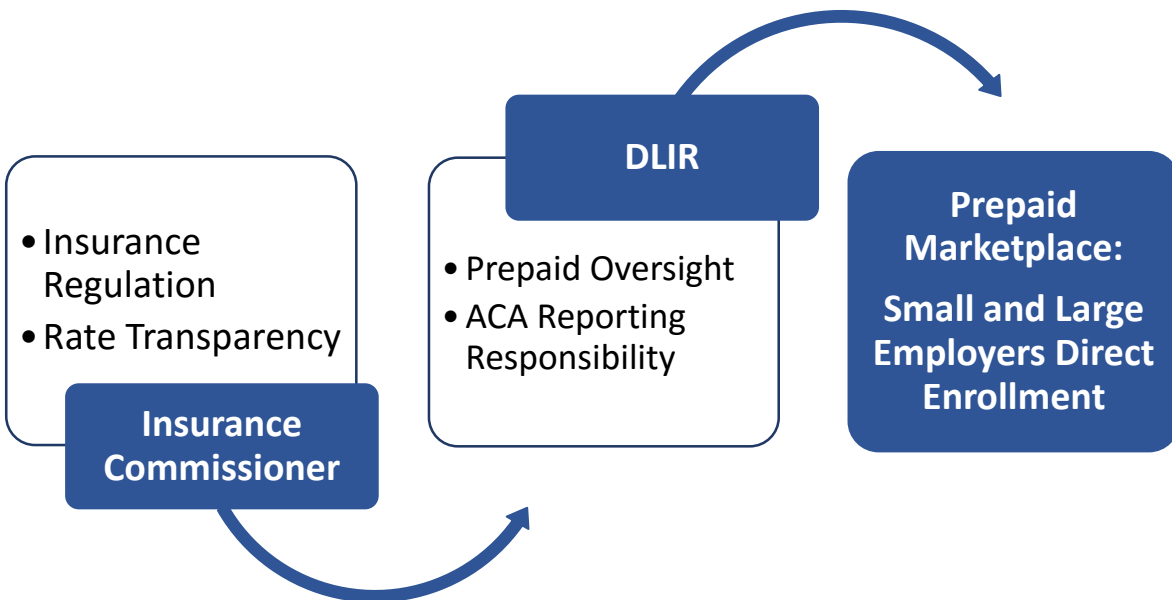 • Insurance
Regulation
• Rate Transparency
Insurance
Commissioner
DLIR
• Prepaid Oversight
• ACA Reporting
Responsibility
Prepaid
Marketplace:
Small and Large
Employers Direct
Enrollment